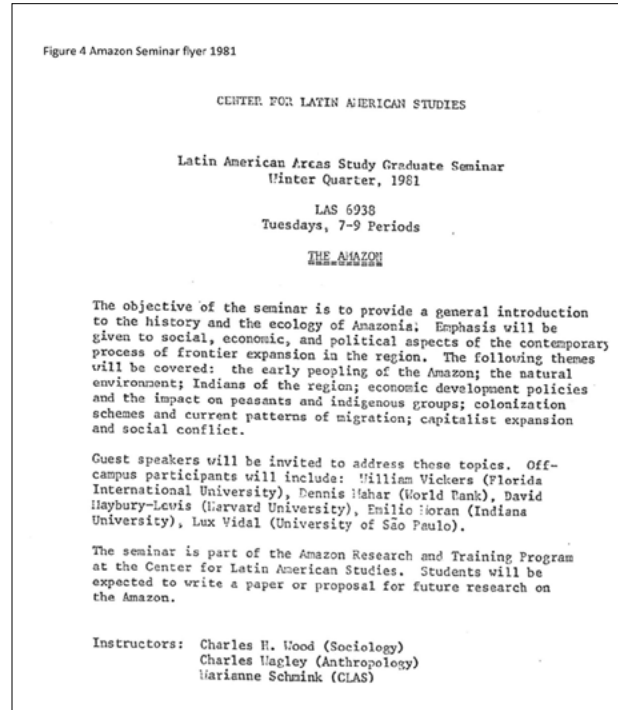 Figure 4 Amazon Seminar flyer 1981
CENTER FOR LATIN AMERICAN STUDIES
Latin American Areas Study Graduate Seminar
Winter Quarter, 1981
LAS 6938
Tuesdays, 7-9 Periods
THE AMAZON
The objective of the seminar is to provide a general introduction
to the history and the ecology of Amazonia; Emphasis will be
given to social, economic, and political aspects of the contemporary
process of frontier expansion in the region. The following themes
will be covered: the early peopling of the Amazon; the natural
environment; Indians of the region; economic development policies
and the impact on peasants and indigenous groups; colonization
schemes and current patterns of migration; capitalist expansion
and social conflict.
Guest speakers will be invited to address these topics. Off-
campus participants will include: William Vickers (Florida
International University), Dennis Mahar (World Bank), David
Maybury-Lewis (Harvard University), Emilio Moran (Indiana
University), Lux Vidal (University of São Paulo).
The seminar is part of the Amazon Research and Training Program
at the Center for Latin American Studies. Students will be
expected to write a paper or proposal for future research on
the Amazon.
Instructors: Charles H. Wood (Sociology)
Charles Wagley (Anthropology)
Marianne Schmink (CLAS)